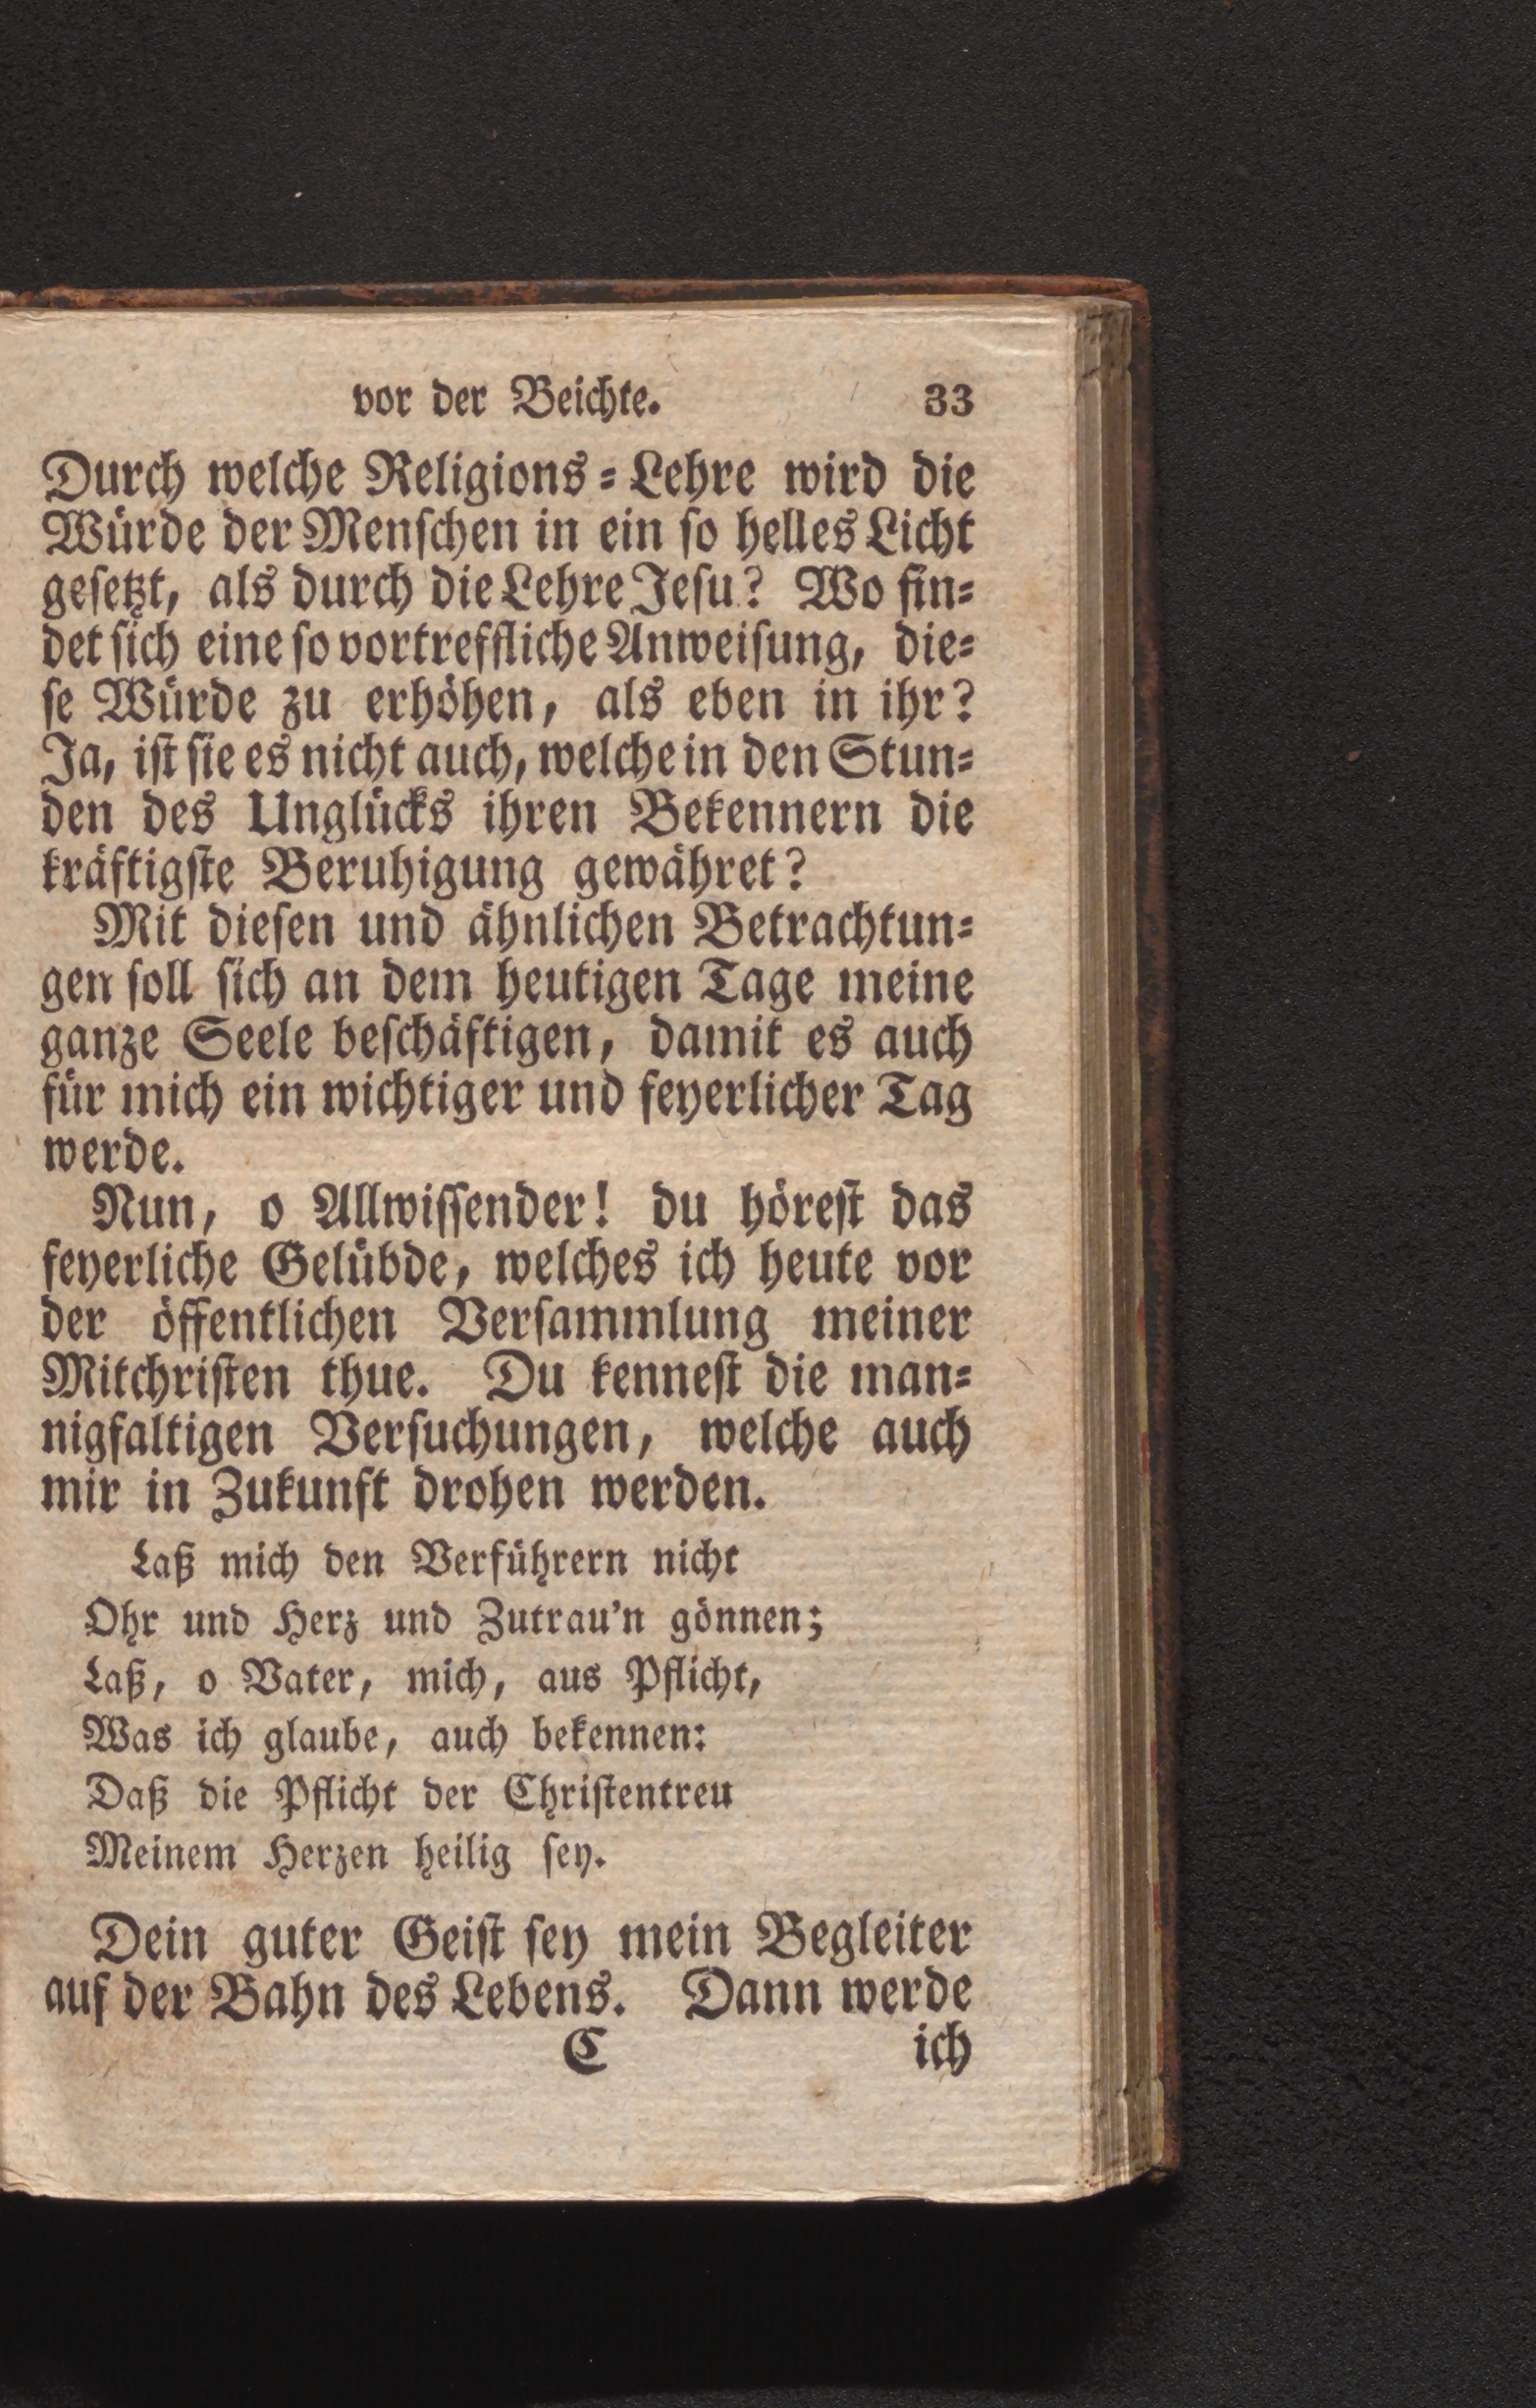 vor der Beichte. 33
Durch welche Religions⸗Lehre wird die
Würde der Menſchen in ein ſo helles Licht
geſetzt, als durch die Lehre Jeſu? Wo fin⸗
det ſich eine ſo vortreffliche Anweiſung, die⸗
ſe Würde zu erhöhen, als eben in ihr?
Ja, iſt ſie es nicht auch, welche in den Stun⸗
den des Unglücks ihren Bekennern die
kräftigſte Beruhigung gewähret?
Mit dieſen und ähnlichen Betrachtun⸗
gen ſoll ſich an dem heutigen Tage meine
ganze Seele beſchäftigen, damit es auch
für mich ein wichtiger und feyerlicher Tag
werde.
Nun, o Allwiſſender! du höreſt das
feyerliche Gelübde, welches ich heute vor
der öffentlichen Verſammlung meiner
Mitchriſten thue. Du kenneſt die man⸗
nigfaltigen Verſuchungen, welche auch
mir in Zukunft drohen werden.
Laß mich den Verführern nicht
Ohr und Herz und Zutrau'n gönnen;
Laß, o Vater, mich, aus Pflicht,
Was ich glaube, auch bekennen:
Daß die Pflicht der Chriſtentreu
Meinem Herzen heilig ſey.
Dein guter Geiſt ſey mein Begleiter
auf der Bahn des Lebens. Dann werde
C ich